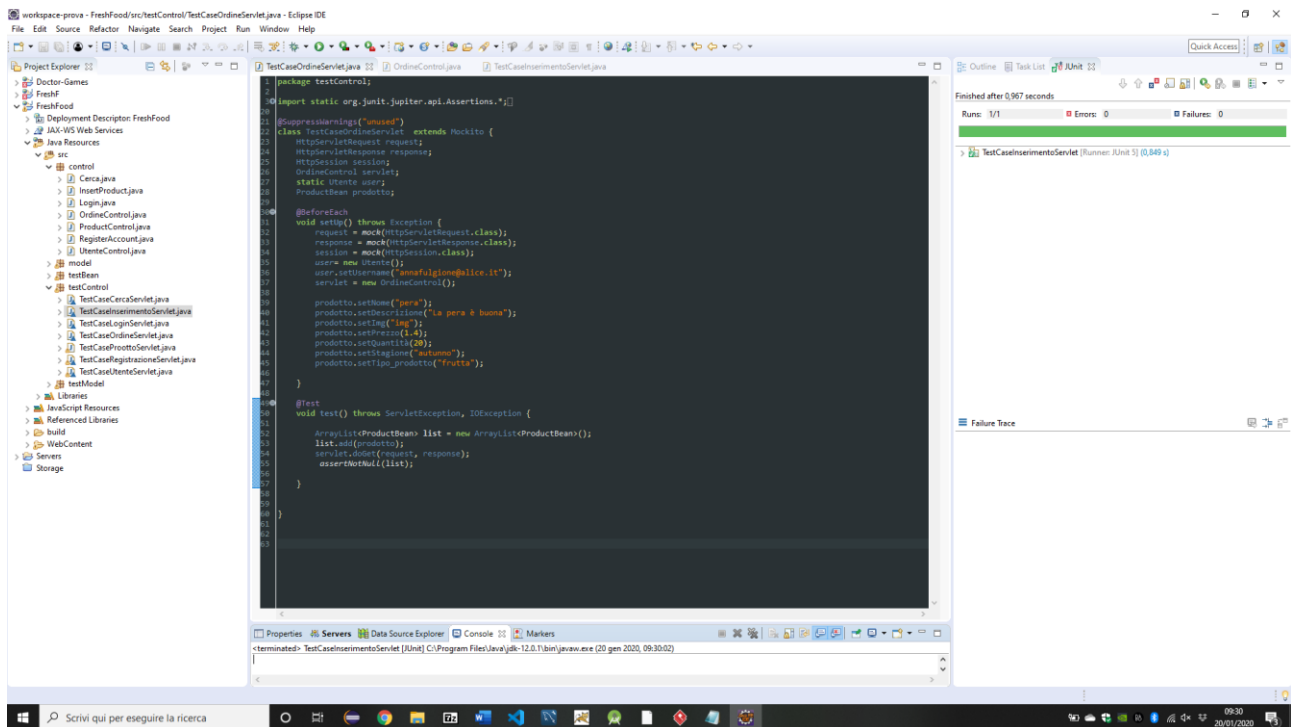 workspace-prova - FreshFood/src/testControl/TestCaseOrdineServlet.java - Eclipse IDE
File Edit Source Refactor Navigate Search Project Run Window Help
Quick Access
Project Explorer
Doctor-Games
FreshF
FreshFood
Deployment Descriptor: FreshFood
JAX-WS Web Services
Java Resources
src
control
Cerca.java
InsertProduct.java
Login.java
OrdineControl.java
ProductControl.java
RegisterAccount.java
UtenteControl.java
model
testBean
testControl
TestCaseCercaServlet.java
TestCaseInserimentoServlet.java
TestCaseLoginServlet.java
TestCaseOrdineServlet.java
TestCaseProottoServlet.java
TestCaseRegistrazioneServlet.java
TestCaseUtenteServlet.java
testModel
Libraries
JavaScript Resources
Referenced Libraries
build
WebContent
Servers
Storage
TestCaseOrdineServlet.java OrdineControl.java TestCaseInserimentoServlet.java
1 package testControl;
2
3 import static org.junit.jupiter.api.Assertions.*;
20
21 @SuppressWarnings("unused")
22 class TestCaseOrdineServlet extends Mockito {
23 HttpServletRequest request;
24 HttpServletResponse response;
25 HttpSession session;
26 OrdineControl servlet;
27 static Utente user;
28 ProductBean prodotto;
29
30 @BeforeEach
31 void setUp() throws Exception {
32 request = mock(HttpServletRequest.class);
33 response = mock(HttpServletResponse.class);
34 session = mock(HttpSession.class);
35 user= new Utente();
36 user.setUsername("annafulgione@alice.it");
37 servlet = new OrdineControl();
38
39 prodotto.setNome("pera");
40 prodotto.setDescrizione("La pera è buona");
41 prodotto.setImg("img");
42 prodotto.setPrezzo(1.4);
43 prodotto.setQuantità(20);
44 prodotto.setStagione("autunno");
45 prodotto.setTipo_prodotto("frutta");
46
47 }
48
49 @Test
50 void test() throws ServletException, IOException {
51
52 ArrayList<ProductBean> list = new ArrayList<ProductBean>();
53 list.add(prodotto);
54 servlet.doGet(request, response);
55 assertNotNull(list);
56
57 }
58
59
60 }
61
62
63
Properties Servers Data Source Explorer Console Markers
<terminated> TestCaseInserimentoServlet [JUnit] C:\Program Files\Java\jdk-12.0.1\bin\javaw.exe (20 gen 2020, 09:30:02)
Outline Task List JUnit
Finished after 0,967 seconds
Runs: 1/1 Errors: 0 Failures: 0
TestCaseInserimentoServlet [Runner: JUnit 5] (0,849 s)
Failure Trace
Scrivi qui per eseguire la ricerca
09:30
20/01/2020